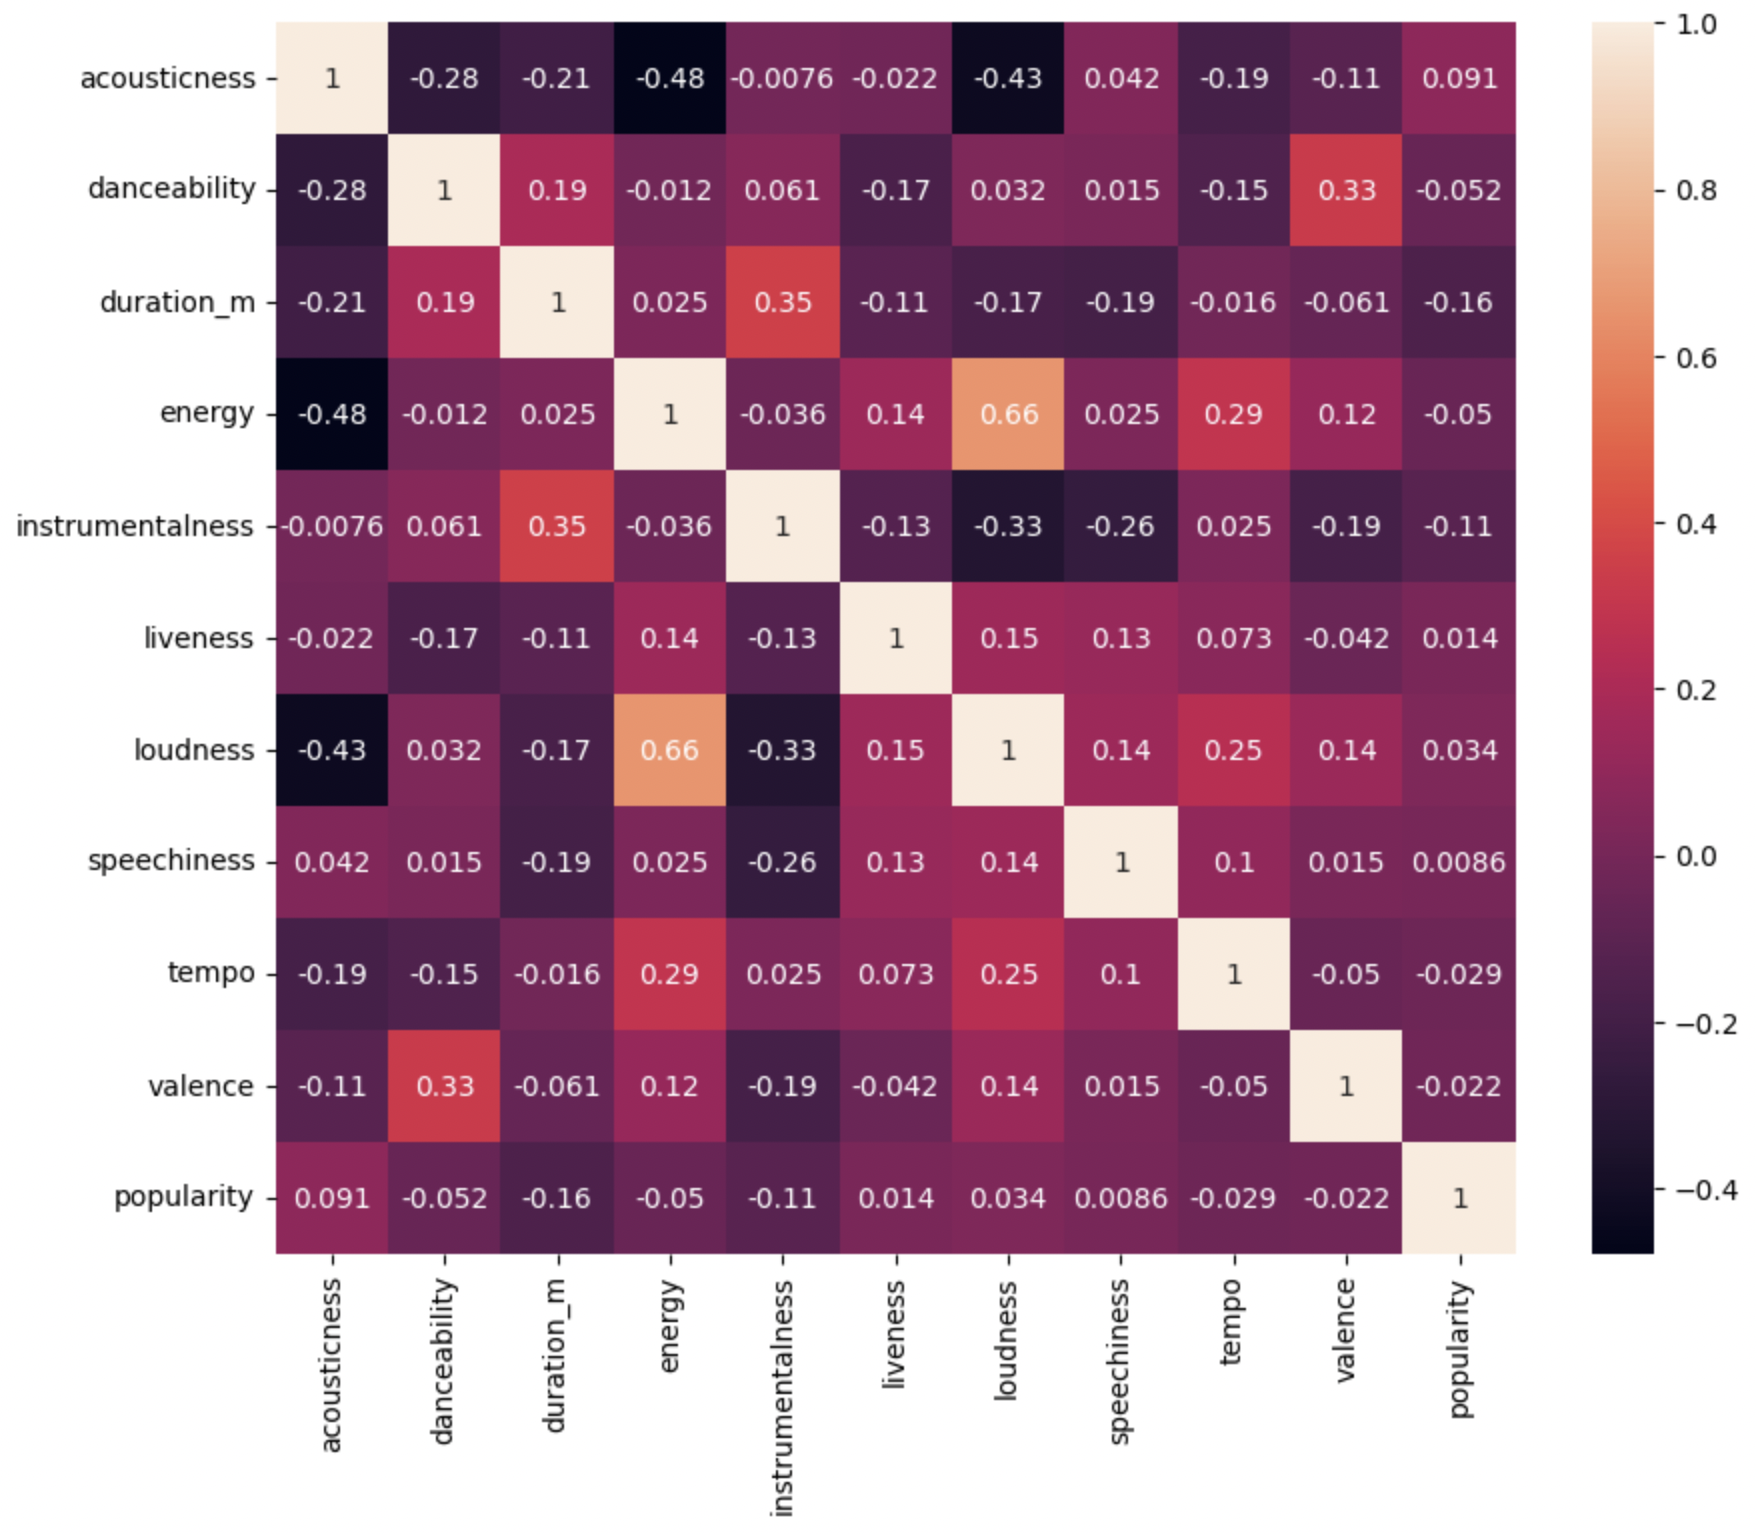 acousticness 1 -0.28 -0.21 -0.48 -0.0076 -0.022 -0.43 0.042 -0.19 -0.11 0.091
danceability -0.28 1 0.19 -0.012 0.061 -0.17 0.032 0.015 -0.15 0.33 -0.052
duration_m -0.21 0.19 1 0.025 0.35 -0.11 -0.17 -0.19 -0.016 -0.061 -0.16
energy -0.48 -0.012 0.025 1 -0.036 0.14 0.66 0.025 0.29 0.12 -0.05
instrumentalness -0.0076 0.061 0.35 -0.036 1 -0.13 -0.33 -0.26 0.025 -0.19 -0.11
liveness -0.022 -0.17 -0.11 0.14 -0.13 1 0.15 0.13 0.073 -0.042 0.014
loudness -0.43 0.032 -0.17 0.66 -0.33 0.15 1 0.14 0.25 0.14 0.034
speechiness 0.042 0.015 -0.19 0.025 -0.26 0.13 0.14 1 0.1 0.015 0.0086
tempo -0.19 -0.15 -0.016 0.29 0.025 0.073 0.25 0.1 1 -0.05 -0.029
valence -0.11 0.33 -0.061 0.12 -0.19 -0.042 0.14 0.015 -0.05 1 -0.022
popularity 0.091 -0.052 -0.16 -0.05 -0.11 0.014 0.034 0.0086 -0.029 -0.022 1
acousticness
danceability
duration_m
energy
instrumentalness
liveness
loudness
speechiness
tempo
valence
popularity
1.0
0.8
0.6
0.4
0.2
0.0
−0.2
−0.4